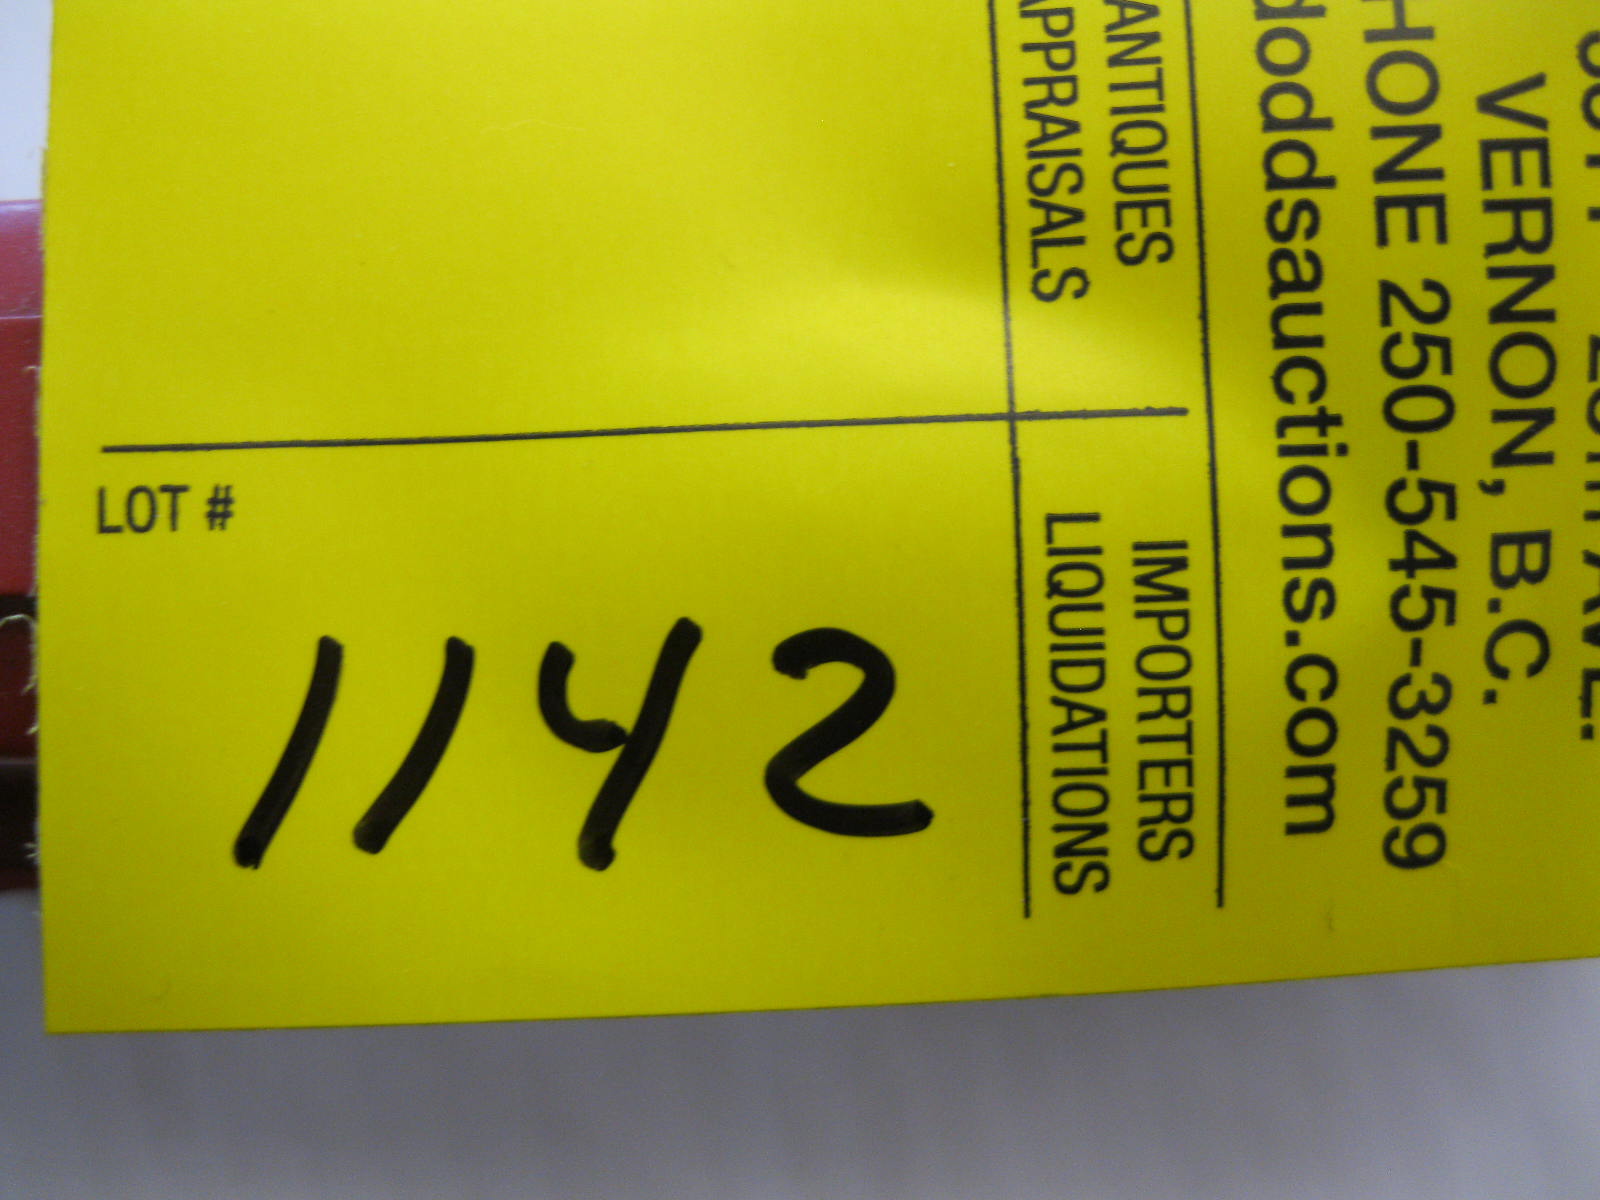 VERNON, B.C.
HONE 250-545-3259
doddsauctions.com
ANTIQUES IMPORTERS
APPRAISALS LIQUIDATIONS
LOT #
1142